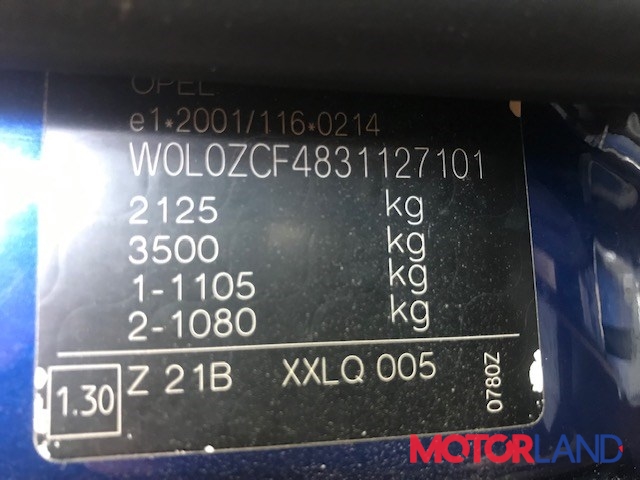 OPEL
e1*2001/116*0214
W0L0ZCF4831127101
2125 kg
3500 kg
1-1105 kg
2-1080 kg
1.30 Z 21B XXLQ 005 0780Z
MOTORLAND